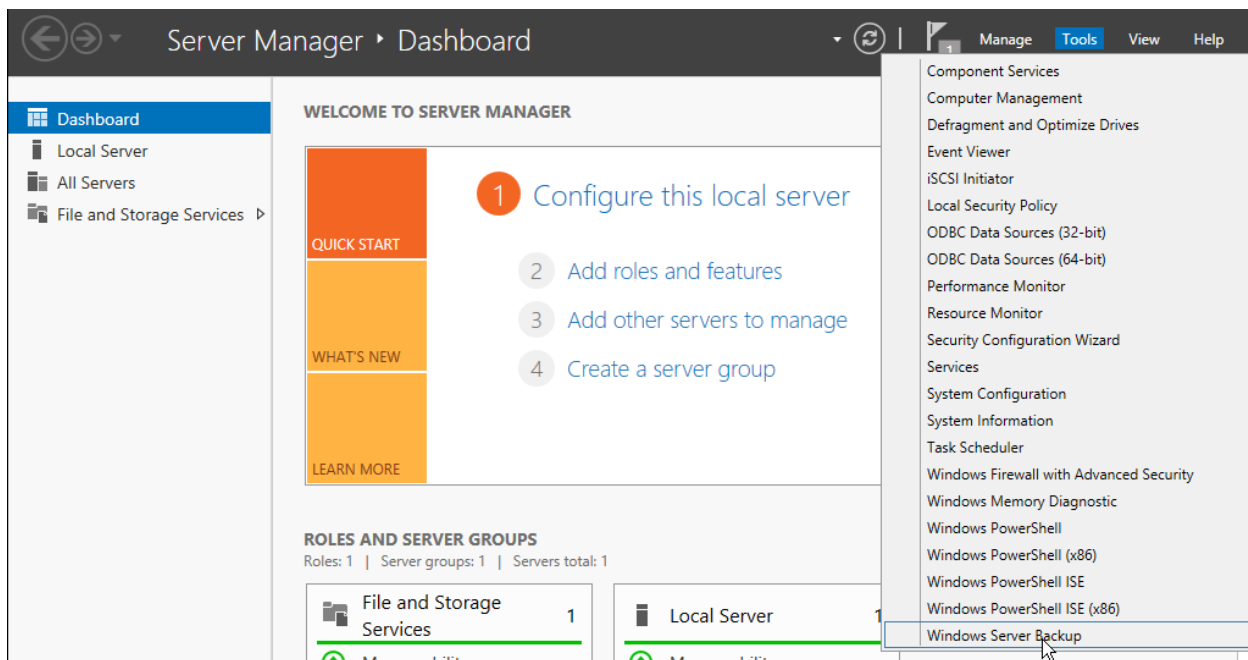 Server Manager ‣ Dashboard
1
Manage Tools View Help
Dashboard
Local Server
All Servers
File and Storage Services
WELCOME TO SERVER MANAGER
QUICK START
WHAT'S NEW
LEARN MORE
1 Configure this local server
2 Add roles and features
3 Add other servers to manage
4 Create a server group
ROLES AND SERVER GROUPS
Roles: 1 | Server groups: 1 | Servers total: 1
File and Storage
Services
1
Local Server
1
Component Services
Computer Management
Defragment and Optimize Drives
Event Viewer
iSCSI Initiator
Local Security Policy
ODBC Data Sources (32-bit)
ODBC Data Sources (64-bit)
Performance Monitor
Resource Monitor
Security Configuration Wizard
Services
System Configuration
System Information
Task Scheduler
Windows Firewall with Advanced Security
Windows Memory Diagnostic
Windows PowerShell
Windows PowerShell (x86)
Windows PowerShell ISE
Windows PowerShell ISE (x86)
Windows Server Backup